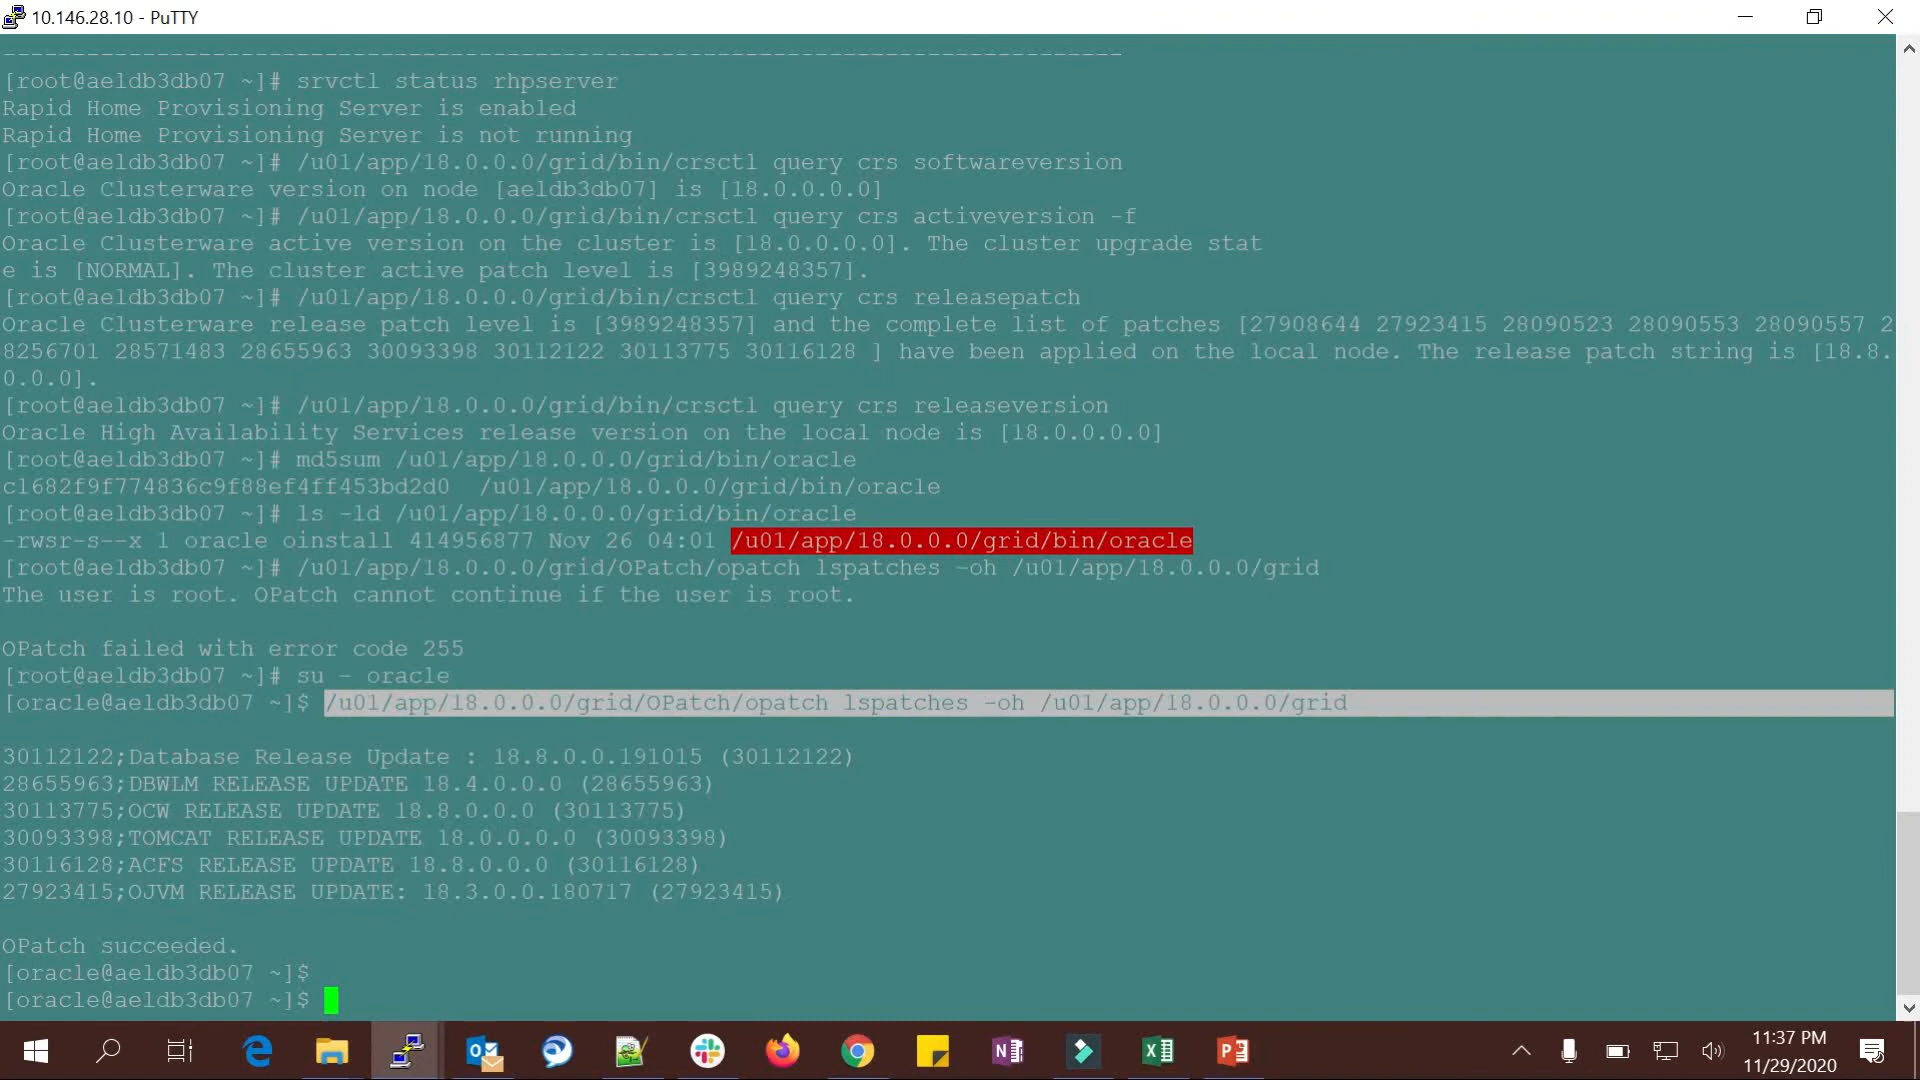 10.146.28.10 - PuTTY
--------------------------------------------------------------------------------
[root@aeldb3db07 ~]# srvctl status rhpserver
Rapid Home Provisioning Server is enabled
Rapid Home Provisioning Server is not running
[root@aeldb3db07 ~]# /u01/app/18.0.0.0/grid/bin/crsctl query crs softwareversion
Oracle Clusterware version on node [aeldb3db07] is [18.0.0.0.0]
[root@aeldb3db07 ~]# /u01/app/18.0.0.0/grid/bin/crsctl query crs activeversion -f
Oracle Clusterware active version on the cluster is [18.0.0.0.0]. The cluster upgrade stat
e is [NORMAL]. The cluster active patch level is [3989248357].
[root@aeldb3db07 ~]# /u01/app/18.0.0.0/grid/bin/crsctl query crs releasepatch
Oracle Clusterware release patch level is [3989248357] and the complete list of patches [27908644 27923415 28090523 28090553 28090557 2
8256701 28571483 28655963 30093398 30112122 30113775 30116128 ] have been applied on the local node. The release patch string is [18.8.
0.0.0].
[root@aeldb3db07 ~]# /u01/app/18.0.0.0/grid/bin/crsctl query crs releaseversion
Oracle High Availability Services release version on the local node is [18.0.0.0.0]
[root@aeldb3db07 ~]# md5sum /u01/app/18.0.0.0/grid/bin/oracle
c1682f9f774836c9f88ef4ff453bd2d0  /u01/app/18.0.0.0/grid/bin/oracle
[root@aeldb3db07 ~]# ls -ld /u01/app/18.0.0.0/grid/bin/oracle
-rwsr-s--x 1 oracle oinstall 414956877 Nov 26 04:01 /u01/app/18.0.0.0/grid/bin/oracle
[root@aeldb3db07 ~]# /u01/app/18.0.0.0/grid/OPatch/opatch lspatches -oh /u01/app/18.0.0.0/grid
The user is root. OPatch cannot continue if the user is root.
OPatch failed with error code 255
[root@aeldb3db07 ~]# su - oracle
[oracle@aeldb3db07 ~]$ /u01/app/18.0.0.0/grid/OPatch/opatch lspatches -oh /u01/app/18.0.0.0/grid
30112122;Database Release Update : 18.8.0.0.191015 (30112122)
28655963;DBWLM RELEASE UPDATE 18.4.0.0.0 (28655963)
30113775;OCW RELEASE UPDATE 18.8.0.0.0 (30113775)
30093398;TOMCAT RELEASE UPDATE 18.0.0.0.0 (30093398)
30116128;ACFS RELEASE UPDATE 18.8.0.0.0 (30116128)
27923415;OJVM RELEASE UPDATE: 18.3.0.0.180717 (27923415)
OPatch succeeded.
[oracle@aeldb3db07 ~]$
[oracle@aeldb3db07 ~]$
11:37 PM
11/29/2020